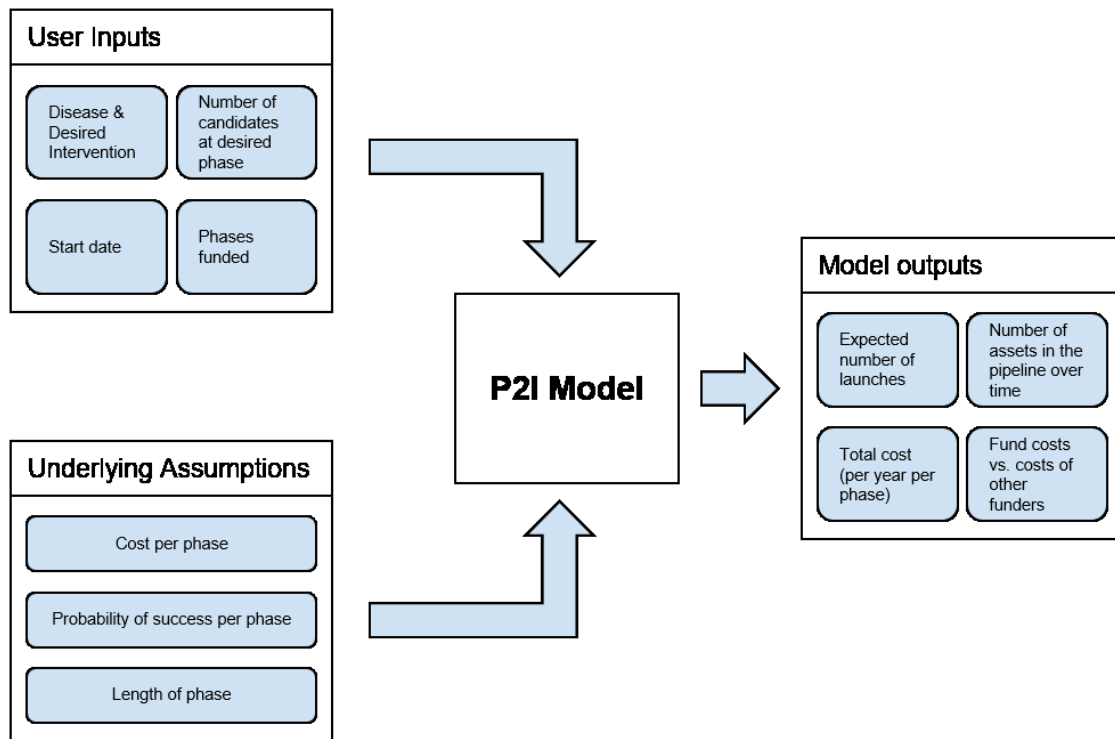 User Inputs
Disease &
Desired
Intervention
Number of
candidates
at desired
phase
Start date
Phases
funded
Underlying Assumptions
Cost per phase
Probability of success per phase
Length of phase
P2I Model
Model outputs
Expected
number of
launches
Number of
assets in the
pipeline over
time
Total cost
(per year per
phase)
Fund costs
vs. costs of
other
funders